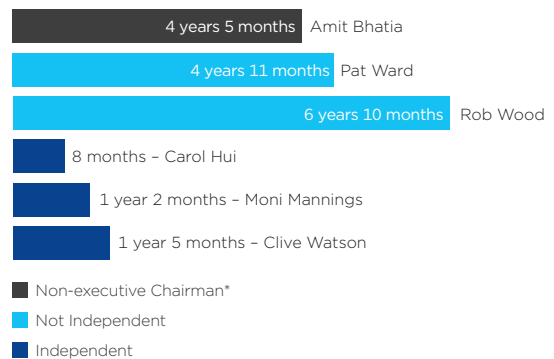 4 years 5 months Amit Bhatia
4 years 11 months Pat Ward
6 years 10 months Rob Wood
8 months – Carol Hui
1 year 2 months – Moni Mannings
1 year 5 months – Clive Watson
Non-executive Chairman*
Not Independent
Independent